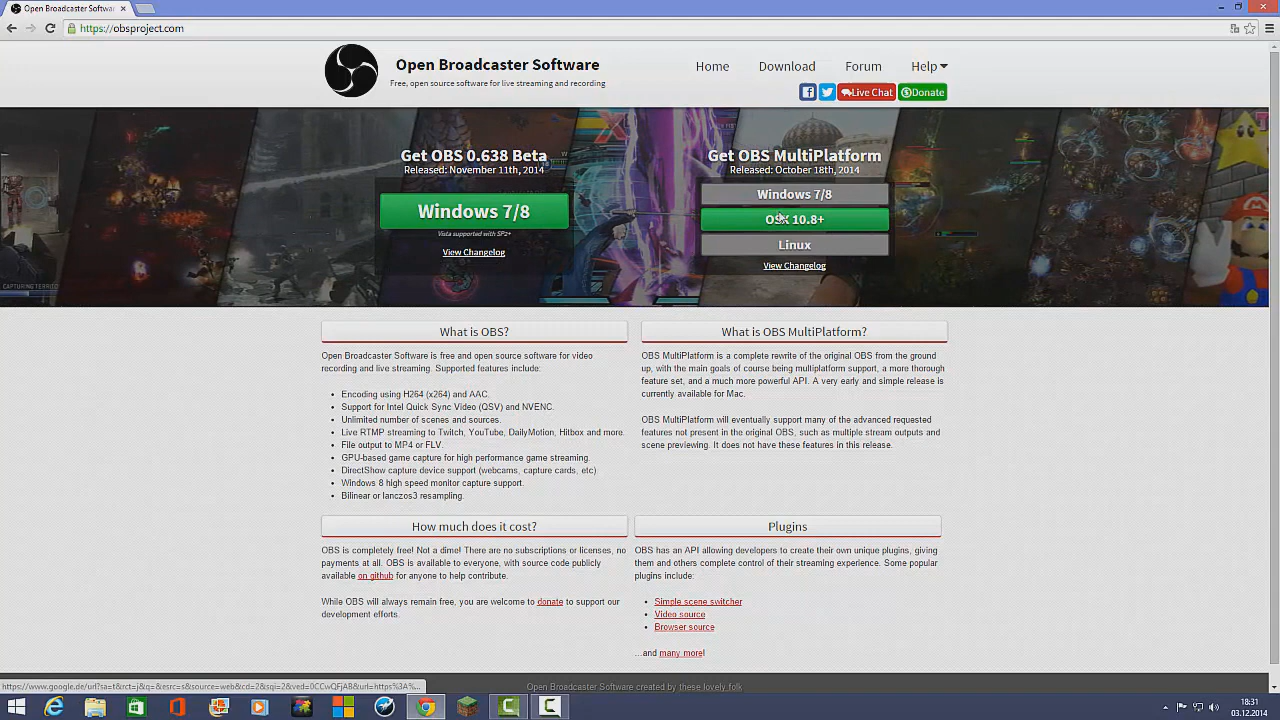 Open Broadcaster Softwar
https://obsproject.com
Open Broadcaster Software
Free, open source software for live streaming and recording
Home
Download
Forum
Help
Live Chat
Donate
Get OBS 0.638 Beta
Released: November 11th, 2014
Windows 7/8
Vista supported with SP2+
View Changelog
Get OBS MultiPlatform
Released: October 18th, 2014
Windows 7/8
OSX 10.8+
Linux
View Changelog
What is OBS?
Open Broadcaster Software is free and open source software for video
recording and live streaming. Supported features include:
• Encoding using H264 (x264) and AAC.
• Support for Intel Quick Sync Video (QSV) and NVENC.
• Unlimited number of scenes and sources.
• Live RTMP streaming to Twitch, YouTube, DailyMotion, Hitbox and more.
• File output to MP4 or FLV.
• GPU-based game capture for high performance game streaming.
• DirectShow capture device support (webcams, capture cards, etc).
• Windows 8 high speed monitor capture support.
• Bilinear or lanczos3 resampling.
What is OBS MultiPlatform?
OBS MultiPlatform is a complete rewrite of the original OBS from the ground
up, with the main goals of course being multiplatform support, a more thorough
feature set, and a much more powerful API. A very early and simple release is
currently available for Mac.
OBS MultiPlatform will eventually support many of the advanced requested
features not present in the original OBS, such as multiple stream outputs and
scene previewing. It does not have these features in this release.
How much does it cost?
OBS is completely free! Not a dime! There are no subscriptions or licenses, no
payments at all. OBS is available to everyone, with source code publicly
available on github for anyone to help contribute.
While OBS will always remain free, you are welcome to donate to support our
development efforts.
Plugins
OBS has an API allowing developers to create their own unique plugins, giving
them and others complete control of their streaming experience. Some popular
plugins include:
• Simple scene switcher
• Video source
• Browser source
...and many more!
Open Broadcaster Software created by these lovely folk
18:31
03.12.2014